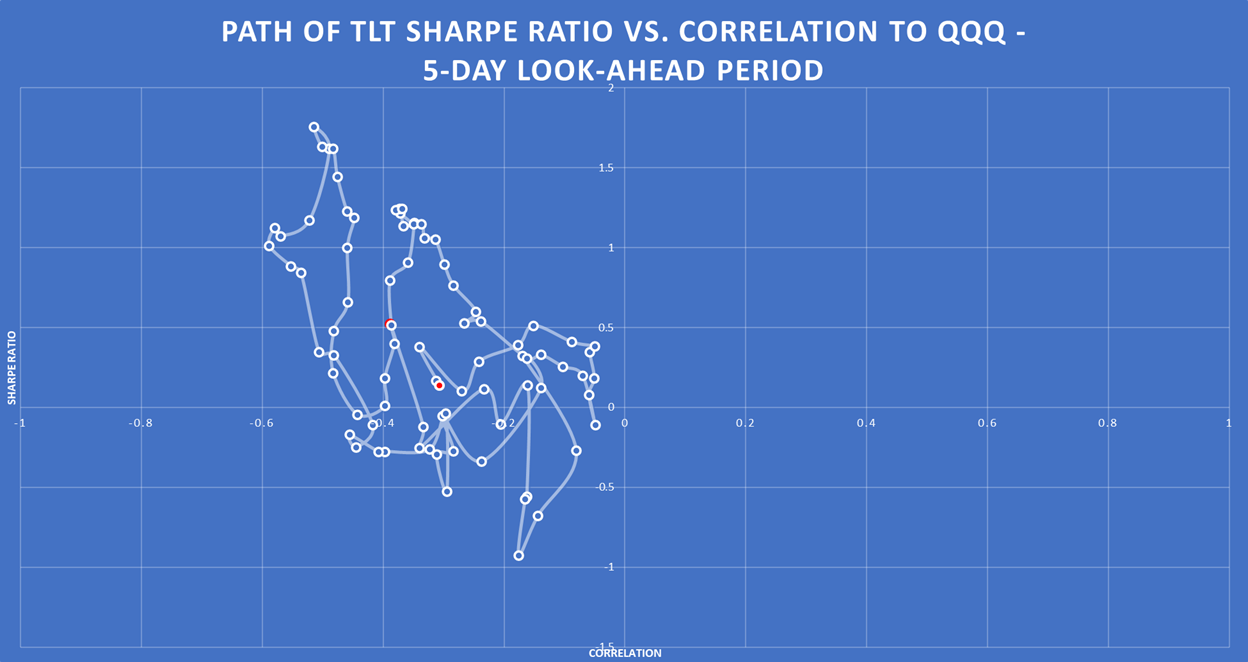 PATH OF TLT SHARPE RATIO VS. CORRELATION TO QQQ -
5-DAY LOOK-AHEAD PERIOD
2
1.5
1
0.5
0
-1 -0.8 -0.6 -0.4 -0.2 0 0.2 0.4 0.6 0.8 1
-0.5
-1
-1.5
SHARPE RATIO
CORRELATION